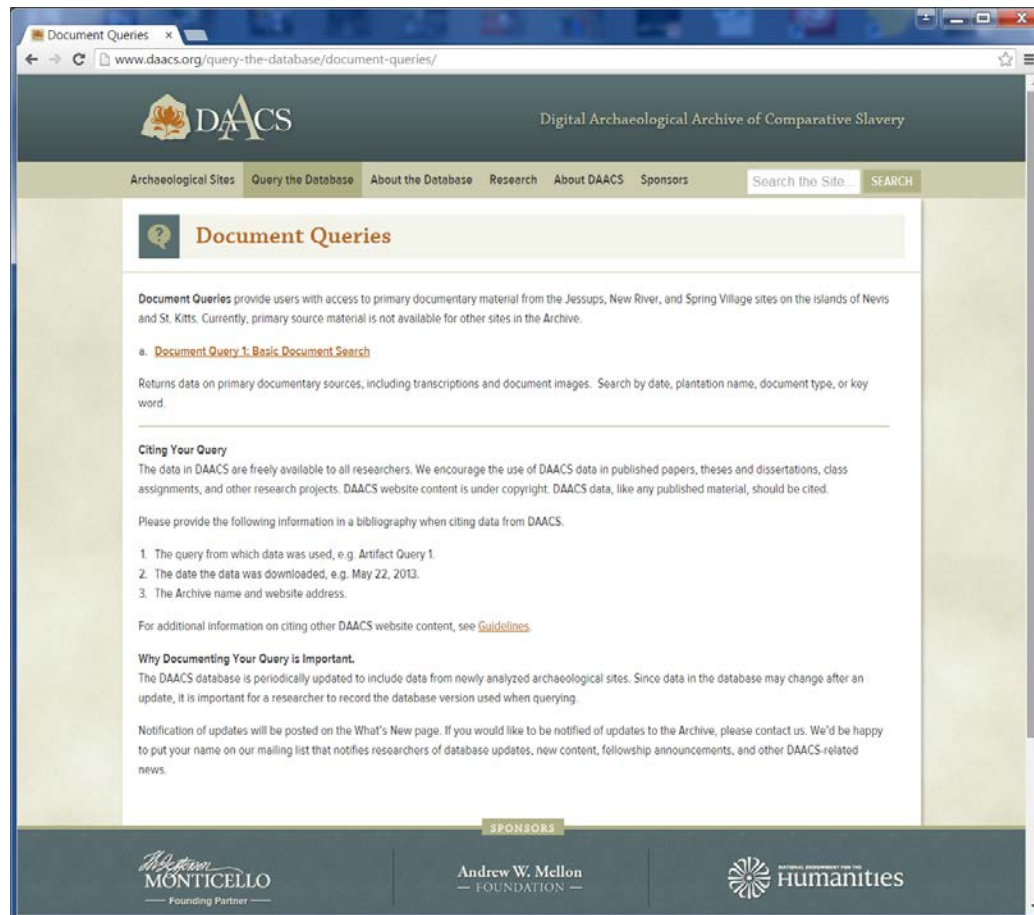 Document Queries
www.daacs.org/query-the-database/document-queries/
DAACS
Digital Archaeological Archive of Comparative Slavery
Archaeological Sites Query the Database About the Database Research About DAACS Sponsors Search the Site... SEARCH
Document Queries
Document Queries provide users with access to primary documentary material from the Jessups, New River, and Spring Village sites on the islands of Nevis
and St. Kitts. Currently, primary source material is not available for other sites in the Archive.
a. Document Query 1: Basic Document Search
Returns data on primary documentary sources, including transcriptions and document images. Search by date, plantation name, document type, or key
word.
Citing Your Query
The data in DAACS are freely available to all researchers. We encourage the use of DAACS data in published papers, theses and dissertations, class
assignments, and other research projects. DAACS website content is under copyright. DAACS data, like any published material, should be cited.
Please provide the following information in a bibliography when citing data from DAACS.
1. The query from which data was used, e.g. Artifact Query 1.
2. The date the data was downloaded, e.g. May 22, 2013.
3. The Archive name and website address.
For additional information on citing other DAACS website content, see Guidelines.
Why Documenting Your Query is Important.
The DAACS database is periodically updated to include data from newly analyzed archaeological sites. Since data in the database may change after an
update, it is important for a researcher to record the database version used when querying.
Notification of updates will be posted on the What's New page. If you would like to be notified of updates to the Archive, please contact us. We'd be happy
to put your name on our mailing list that notifies researchers of database updates, new content, fellowship announcements, and other DAACS-related
news.
SPONSORS
Th Jefferson
MONTICELLO
Founding Partner
Andrew W. Mellon
FOUNDATION
NATIONAL ENDOWMENT FOR THE
Humanities